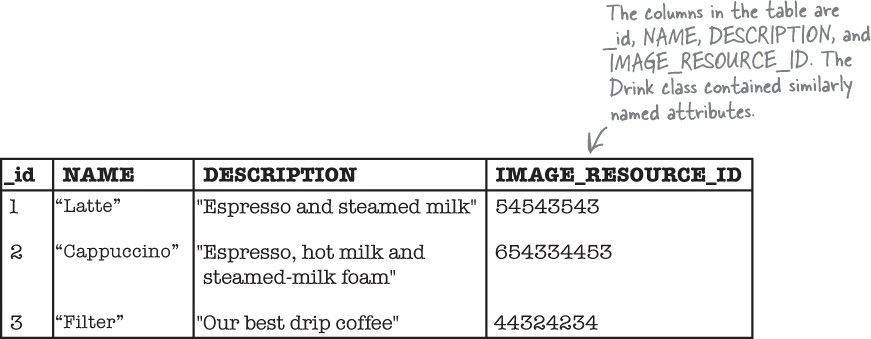 The columns in the table are
_id, NAME, DESCRIPTION, and
IMAGE_RESOURCE_ID. The
Drink class contained similarly
named attributes.
_id NAME DESCRIPTION IMAGE_RESOURCE_ID
1 “Latte” "Espresso and steamed milk" 54543543
2 “Cappuccino” "Espresso, hot milk and 654334453
steamed-milk foam"
3 “Filter” "Our best drip coffee" 44324234